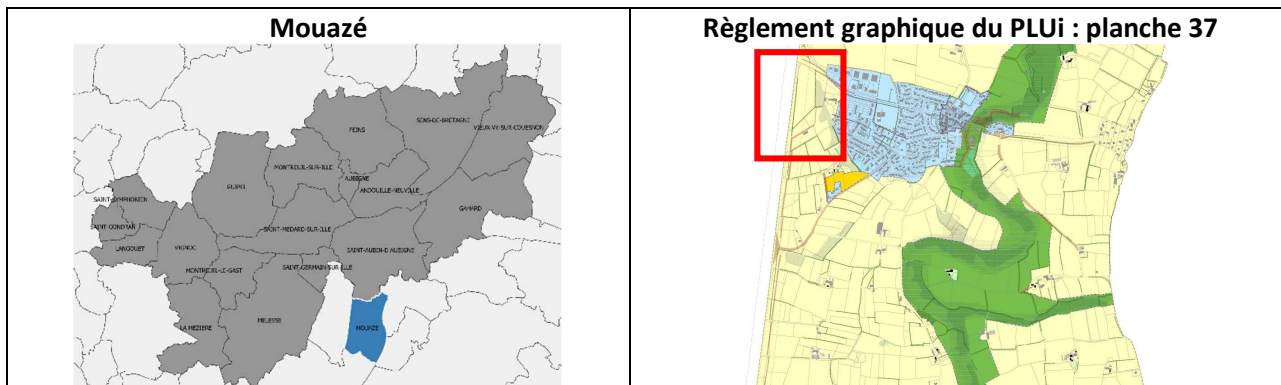 Mouazé
Règlement graphique du PLUi : planche 37
SENS-DE-BRETAGNE
VIEUX-VY-SUR-COUESNON
FEINS
MONTREUIL-SUR-ILLE
AUBIGNE
ANDOUILLE-NEUVILLE
GUIPEL
SAINT-SYMPHORIEN
GAHARD
SAINT-GONDRAN
SAINT-MEDARD-SUR-ILLE
LANGOUET
VIGNOC
SAINT-AUBIN-D AUBIGNE
MONTREUIL-LE-GAST
SAINT-GERMAIN-SUR-ILLE
LA MEZIERE
MELESSE
MOUAZE